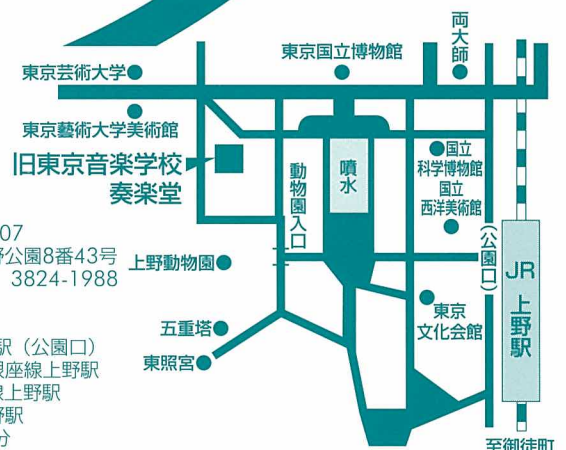 両大師
東京国立博物館
東京芸術大学
東京藝術大学美術館
旧東京音楽学校
奏楽堂
動物園入口
噴水
国立
科学博物館
国立
西洋美術館
(公園口)
JR 上野駅
07
公園8番43号
3824-1988
上野動物園
東京
文化会館
五重塔
東照宮
駅(公園口)
銀座線上野駅
線上野駅
野駅
分
至御徒町